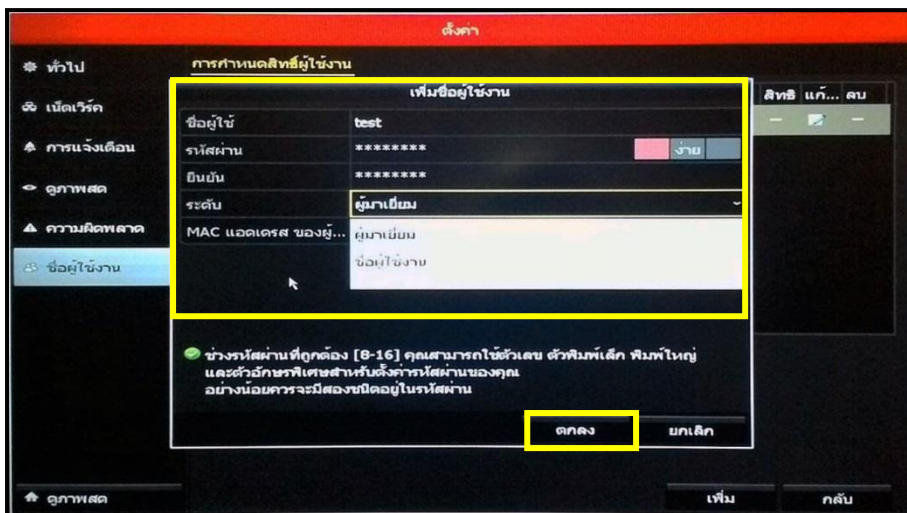 ตั้งค่า
ทั่วไป
เน็ตเวิร์ค
การแจ้งเตือน
ดูภาพสด
ความผิดพลาด
ชื่อผู้ใช้งาน
ดูภาพสด
การกำหนดสิทธิ์ผู้ใช้งาน
สิทธิ แก้... ลบ
เพิ่มชื่อผู้ใช้งาน
ชื่อผู้ใช้ test
รหัสผ่าน ******** ง่าย
ยืนยัน ********
ระดับ ผู้มาเยี่ยม
MAC แอดเดรส ของผู้... ผู้มาเยี่ยม
ชื่อผู้ใช้งาน
ช่วงรหัสผ่านที่ถูกต้อง [8-16] คุณสามารถใช้ตัวเลข ตัวพิมพ์เล็ก พิมพ์ใหญ่
และตัวอักษรพิเศษสำหรับตั้งค่ารหัสผ่านของคุณ
อย่างน้อยควรจะมีสองชนิดอยู่ในรหัสผ่าน
ตกลง ยกเลิก
เพิ่ม กลับ